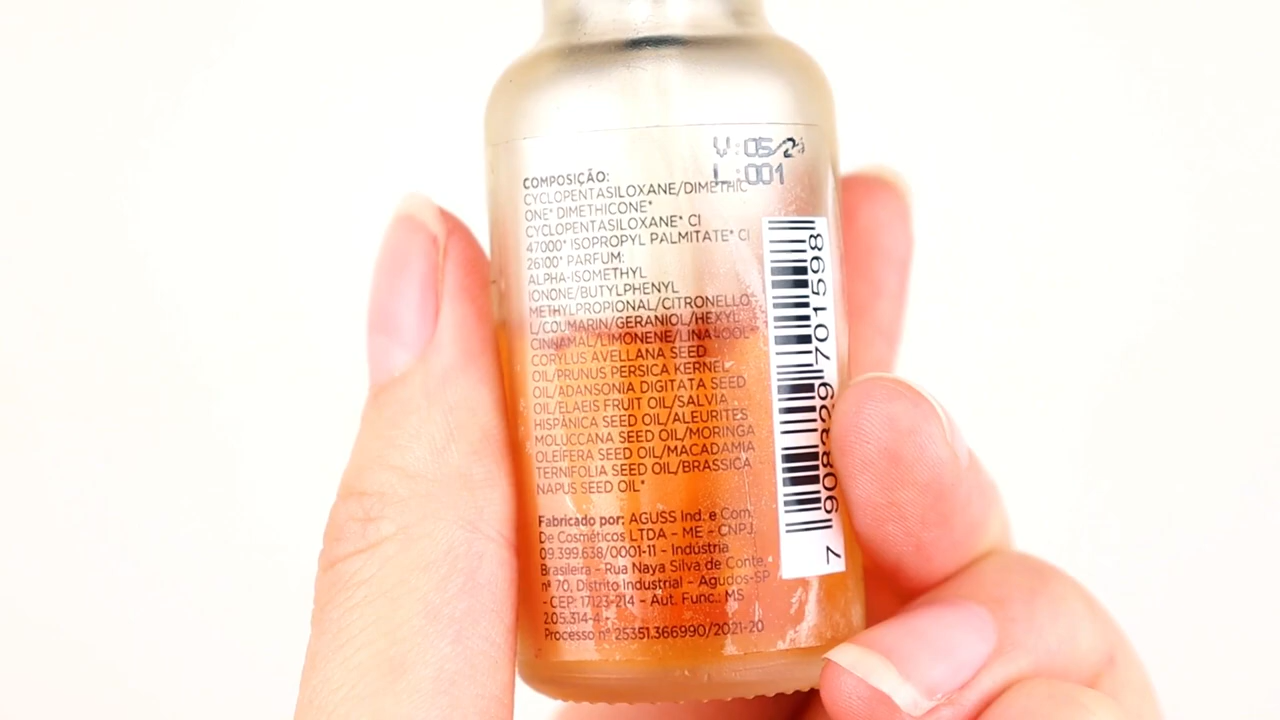 V:05/24
L:001
COMPOSIÇÃO:
CYCLOPENTASILOXANE/DIMETHIC
ONE* DIMETHICONE*
CYCLOPENTASILOXANE* CI
47000* ISOPROPYL PALMITATE* CI
26100* PARFUM:
ALPHA-ISOMETHYL
IONONE/BUTYLPHENYL
METHYLPROPIONAL/CITRONELLO
L/COUMARIN/GERANIOL/HEXYL
CINNAMAL/LIMONENE/LINALOOL*
CORYLUS AVELLANA SEED
OIL/PRUNUS PERSICA KERNEL
OIL/ADANSONIA DIGITATA SEED
OIL/ELAEIS FRUIT OIL/SALVIA
HISPÂNICA SEED OIL/ALEURITES
MOLUCCANA SEED OIL/MORINGA
OLEÍFERA SEED OIL/MACADAMIA
TERNIFOLIA SEED OIL/BRASSICA
NAPUS SEED OIL*
Fabricado por: AGUSS Ind. e Com.
De Cosméticos LTDA - ME - CNPJ.
09.399.638/0001-11 - Indústria
Brasileira - Rua Naya Silva de Conte,
nº 70, Distrito Industrial - Agudos-SP
- CEP: 17123-214 - Aut. Func.: MS
2.05.314-4
Processo nº 25351.366990/2021-20
7 908829 701598